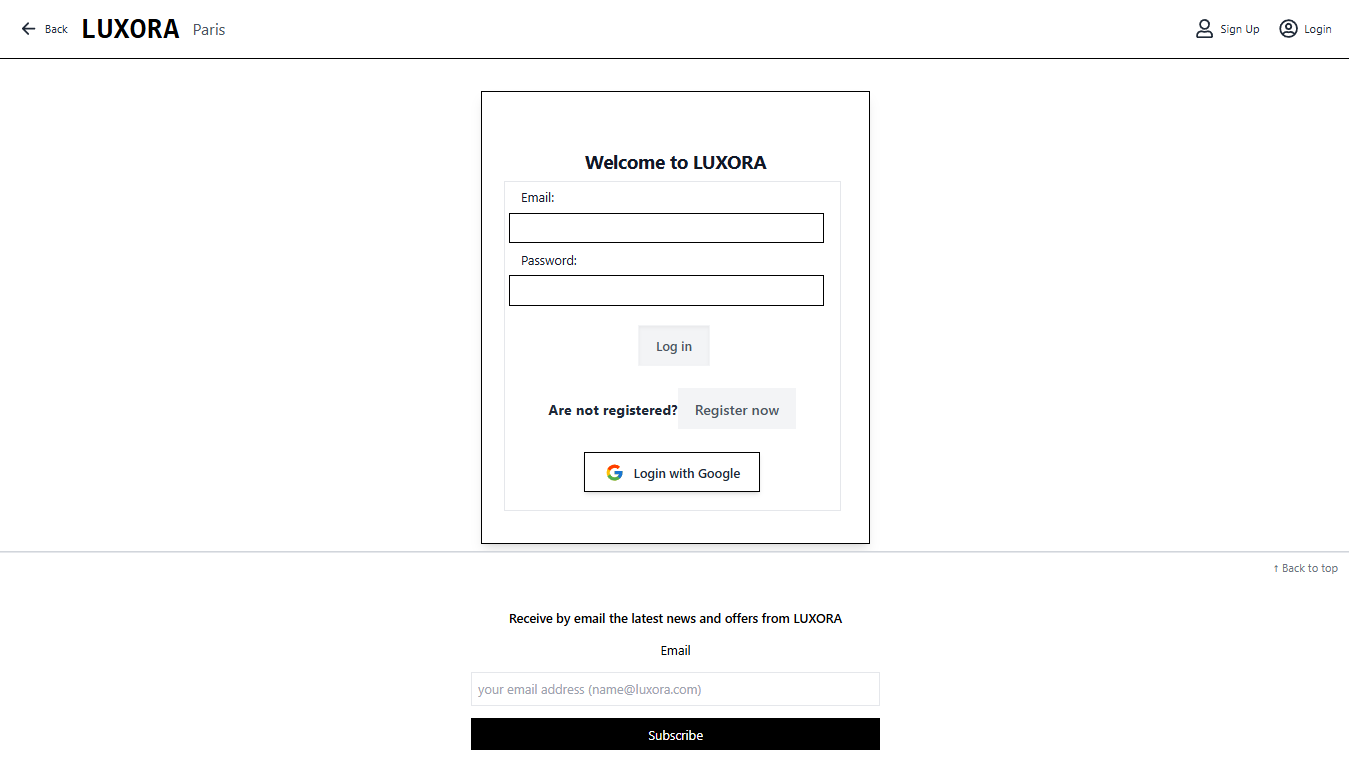 Back LUXORA Paris Sign Up Login
Welcome to LUXORA
Email:
Password:
Log in
Are not registered? Register now
Login with Google
↑ Back to top
Receive by email the latest news and offers from LUXORA
Email
your email address (name@luxora.com)
Subscribe